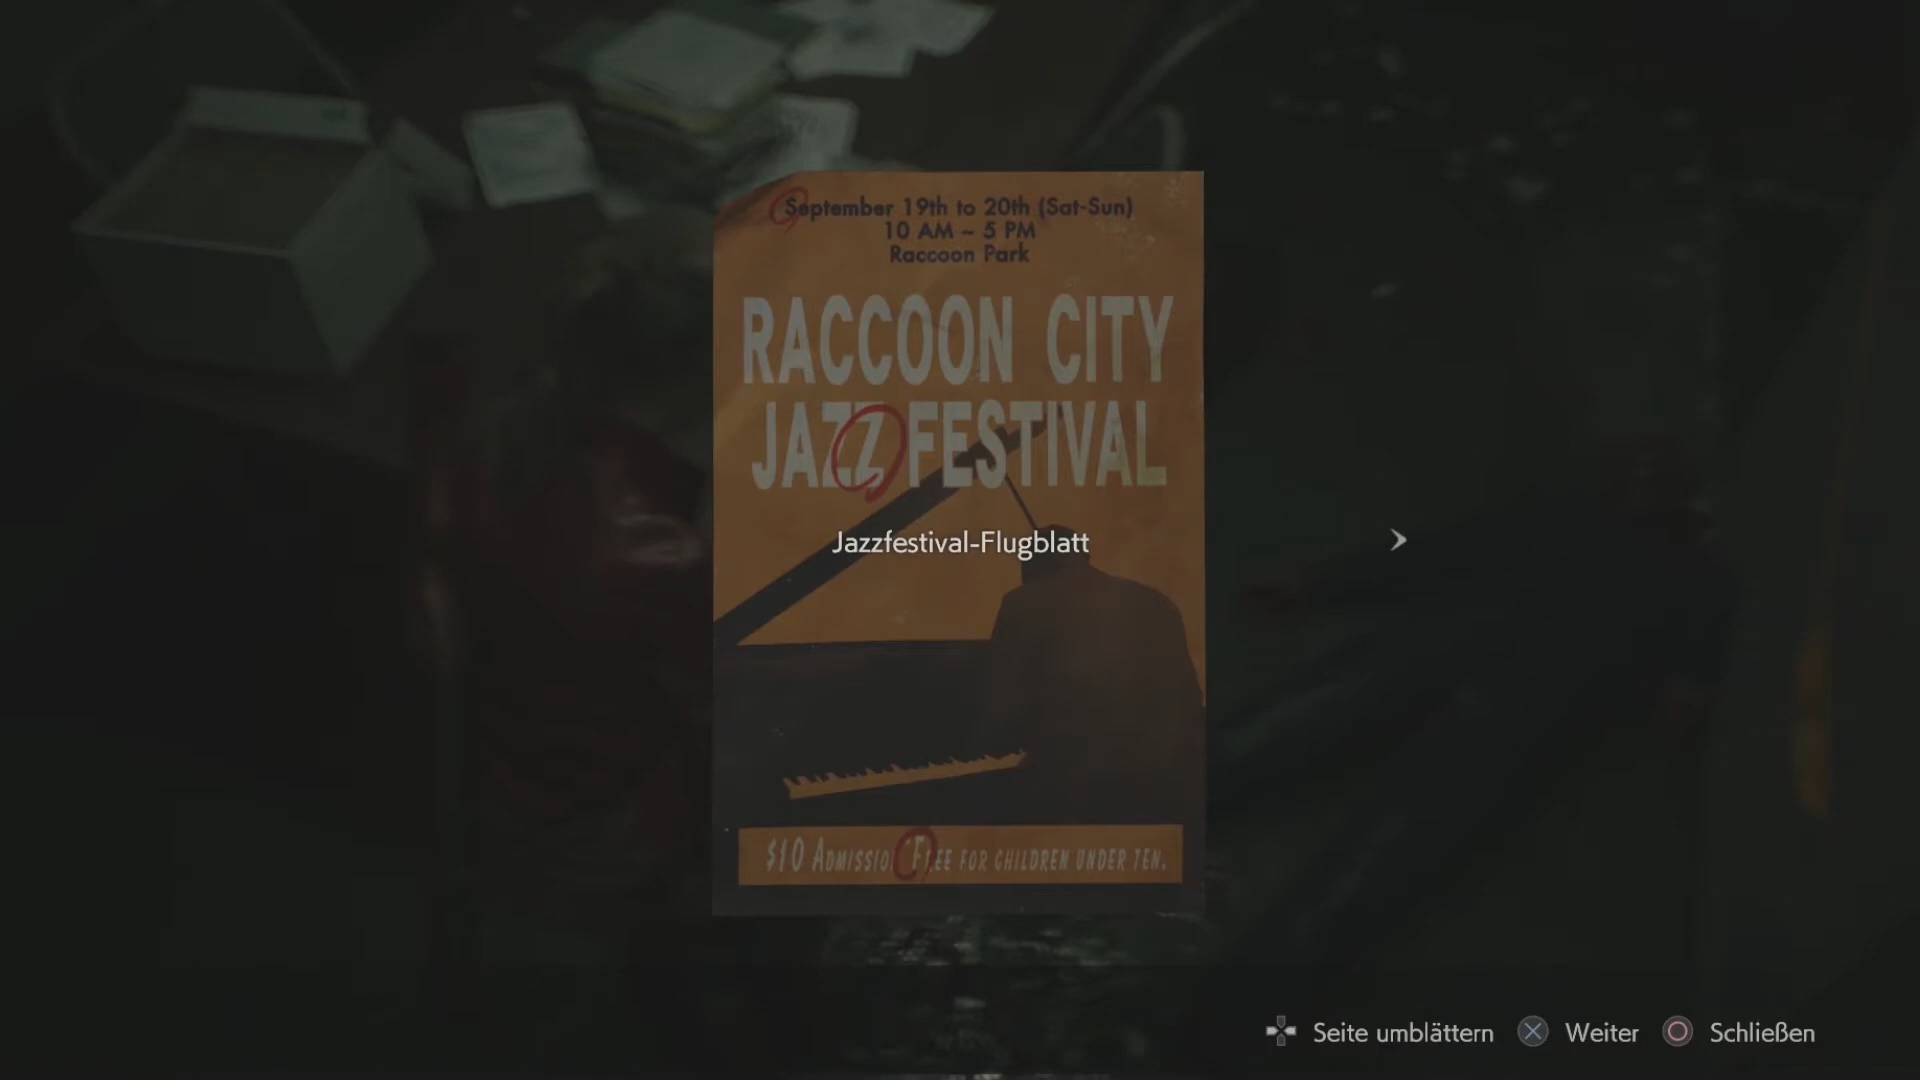 September 19th to 20th (Sat-Sun)
10 AM ~ 5 PM
Raccoon Park
RACCOON CITY
JAZZ FESTIVAL
Jazzfestival-Flugblatt
$10 Admission Free for children under ten.
Seite umblättern Weiter Schließen